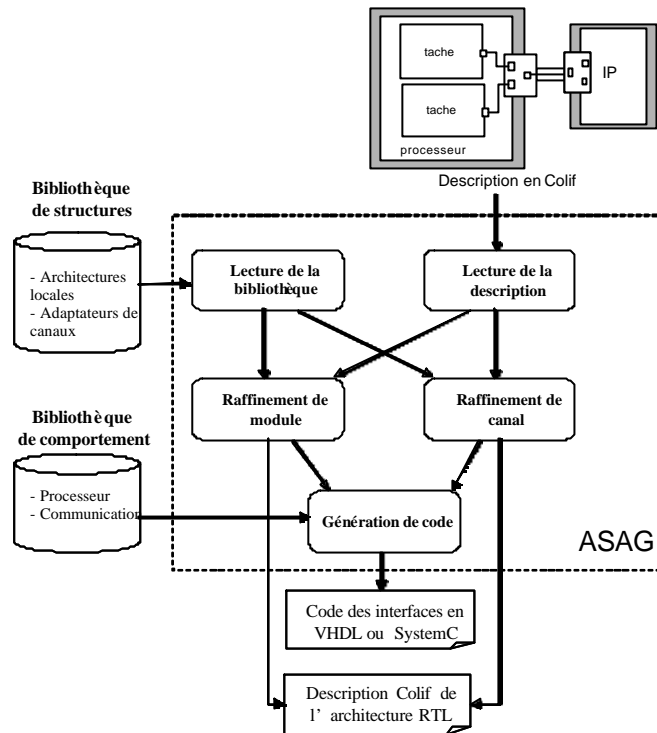 tache
tache
IP
processeur
Description en Colif
Bibliothèque
de structures
- Architectures
locales
- Adaptateurs de
canaux
Lecture de la
bibliothèque
Lecture de la
description
Raffinement de
module
Raffinement de
canal
Bibliothèque
de comportement
- Processeur
- Communication
Génération de code
ASAG
Code des interfaces en
VHDL ou SystemC
Description Colif de
l' architecture RTL